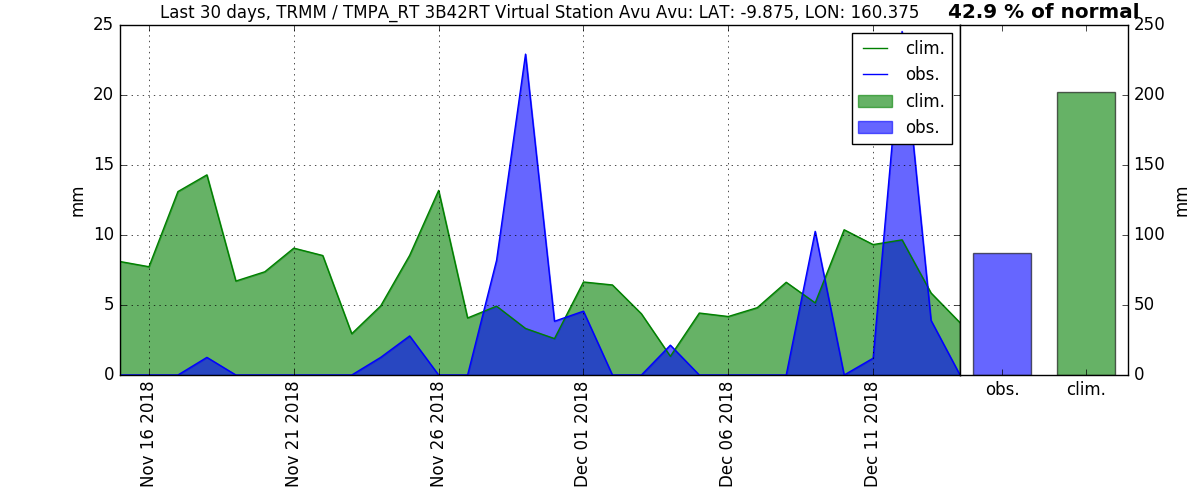 Last 30 days, TRMM / TMPA_RT 3B42RT Virtual Station Avu Avu: LAT: -9.875, LON: 160.375
42.9 % of normal
25
20
15
10
5
0
mm
clim.
obs.
clim.
obs.
Nov 16 2018
Nov 21 2018
Nov 26 2018
Dec 01 2018
Dec 06 2018
Dec 11 2018
250
200
150
100
50
0
mm
obs.
clim.